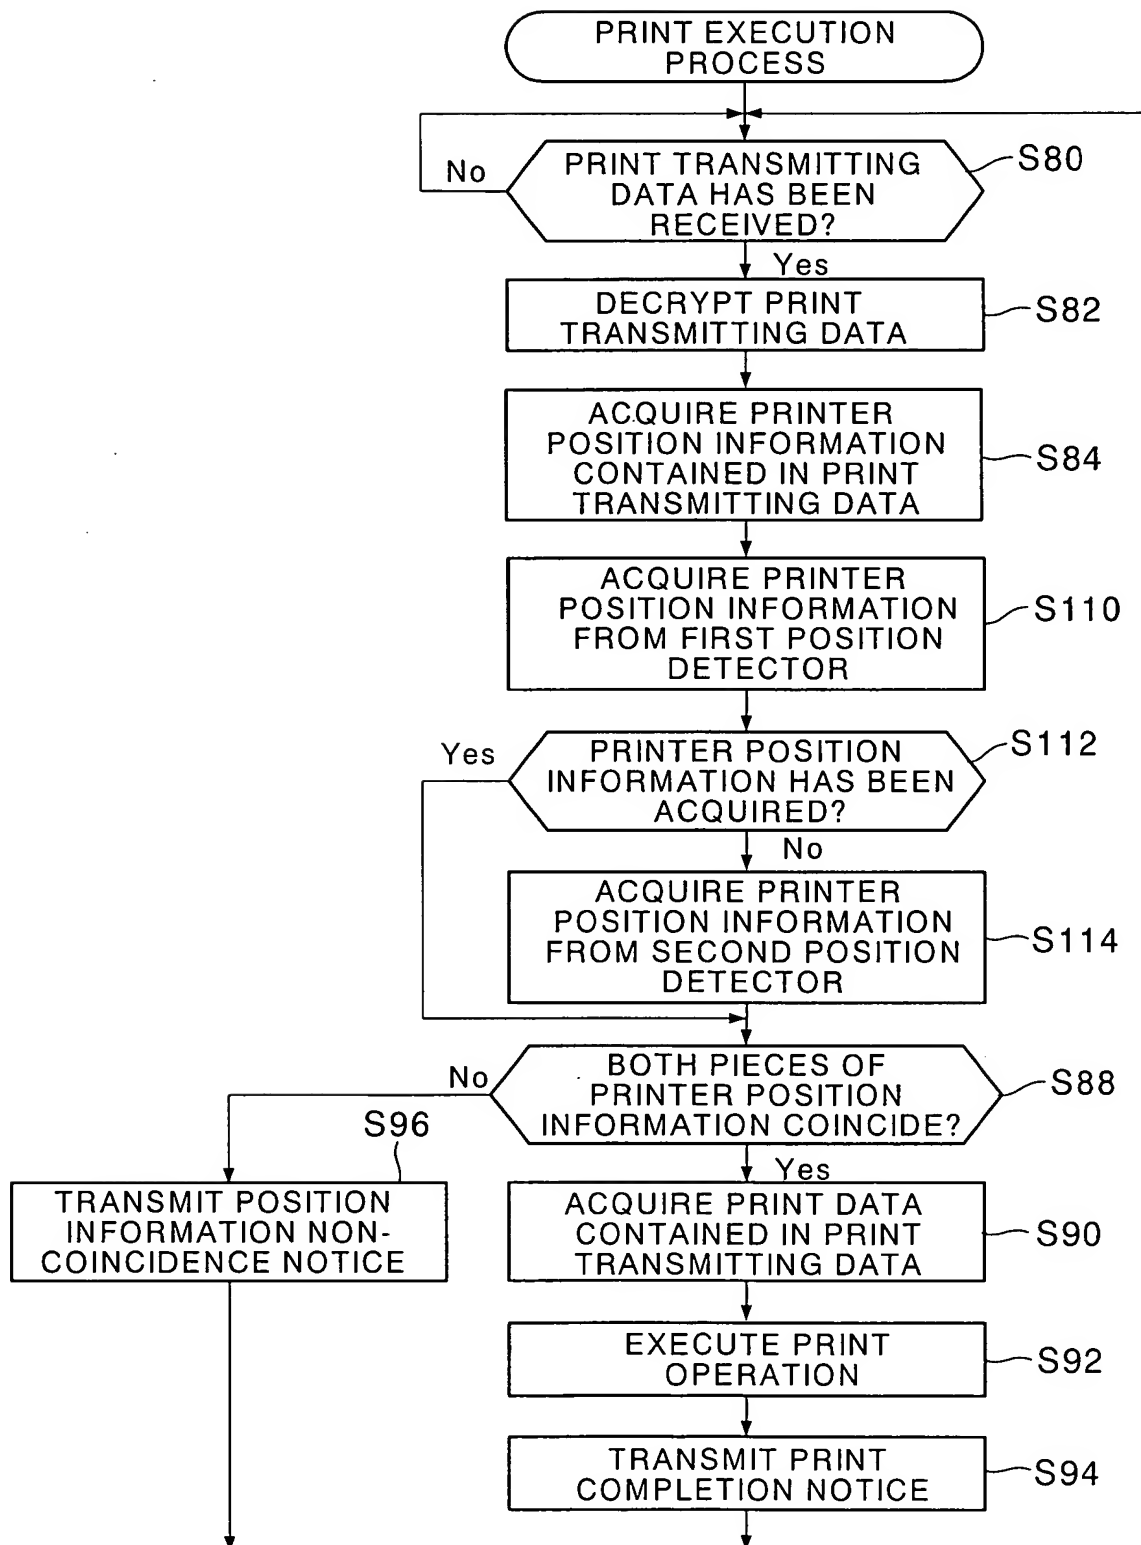 PRINT EXECUTION
PROCESS
No
PRINT TRANSMITTING
DATA HAS BEEN
RECEIVED?
S80
Yes
DECRYPT PRINT
TRANSMITTING DATA
S82
ACQUIRE PRINTER
POSITION INFORMATION
CONTAINED IN PRINT
TRANSMITTING DATA
S84
ACQUIRE PRINTER
POSITION INFORMATION
FROM FIRST POSITION
DETECTOR
S110
Yes
PRINTER POSITION
INFORMATION HAS BEEN
ACQUIRED?
S112
No
ACQUIRE PRINTER
POSITION INFORMATION
FROM SECOND POSITION
DETECTOR
S114
No
BOTH PIECES OF
PRINTER POSITION
INFORMATION COINCIDE?
S88
S96
Yes
TRANSMIT POSITION
INFORMATION NON-
COINCIDENCE NOTICE
ACQUIRE PRINT DATA
CONTAINED IN PRINT
TRANSMITTING DATA
S90
EXECUTE PRINT
OPERATION
S92
TRANSMIT PRINT
COMPLETION NOTICE
S94